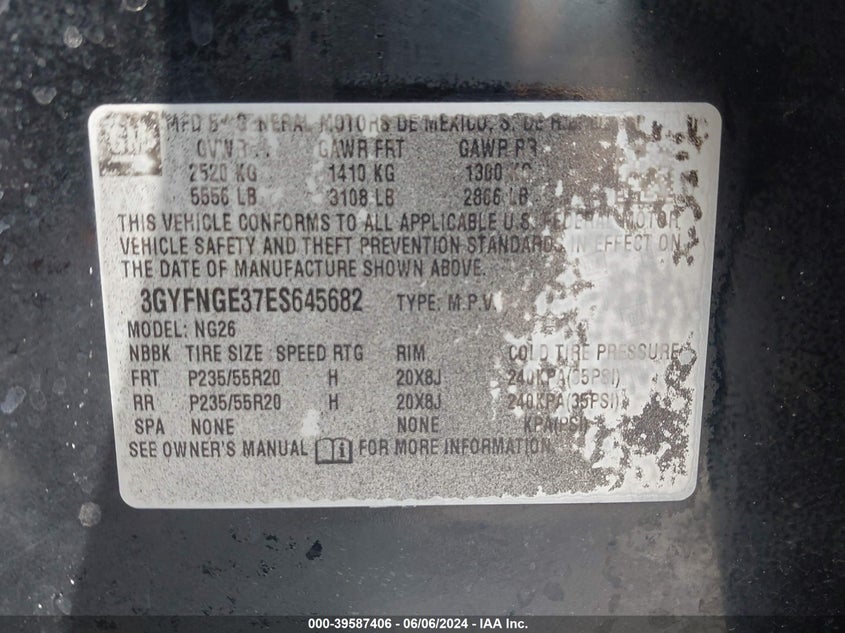 GM MFD BY GENERAL MOTORS DE MEXICO, S. DE R.L.
GVWR GAWR FRT GAWR RR
2520 KG 1410 KG 1300 KG
5556 LB 3108 LB 2866 LB
THIS VEHICLE CONFORMS TO ALL APPLICABLE U.S. FEDERAL MOTOR
VEHICLE SAFETY AND THEFT PREVENTION STANDARDS IN EFFECT ON
THE DATE OF MANUFACTURE SHOWN ABOVE.
3GYFNGE37ES645682 TYPE: M.P.V.
MODEL: NG26
NBBK TIRE SIZE SPEED RTG RIM COLD TIRE PRESSURE
FRT P235/55R20 H 20X8J 240KPA(35PSI)
RR P235/55R20 H 20X8J 240KPA(35PSI)
SPA NONE NONE KPA(PSI)
SEE OWNER'S MANUAL i FOR MORE INFORMATION.
000-39587406 - 06/06/2024 - IAA Inc.